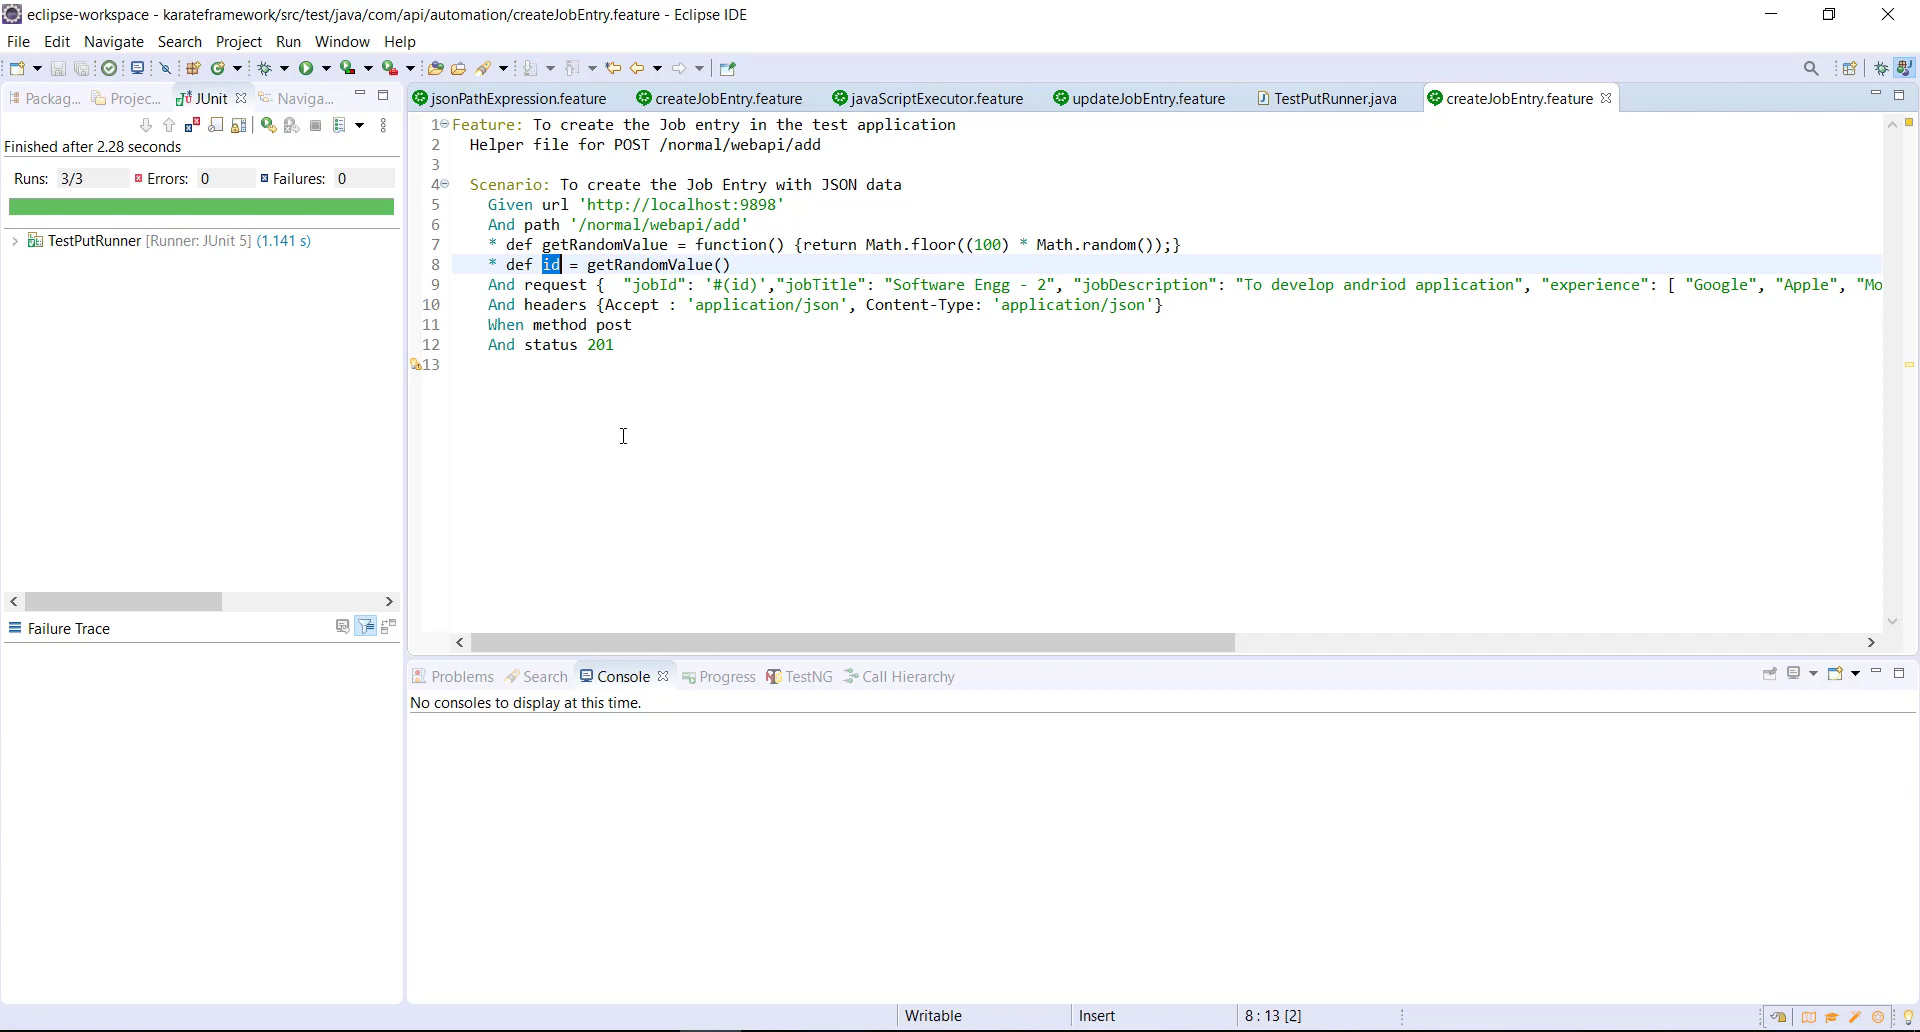 eclipse-workspace - karateframework/src/test/java/com/api/automation/createJobEntry.feature - Eclipse IDE
File Edit Navigate Search Project Run Window Help
Packag... Projec... JUnit Naviga...
jsonPathExpression.feature createJobEntry.feature javaScriptExecutor.feature updateJobEntry.feature TestPutRunner.java createJobEntry.feature
Finished after 2.28 seconds
Runs: 3/3 Errors: 0 Failures: 0
TestPutRunner [Runner: JUnit 5] (1.141 s)
Failure Trace
1 Feature: To create the Job entry in the test application
2 Helper file for POST /normal/webapi/add
3
4 Scenario: To create the Job Entry with JSON data
5 Given url 'http://localhost:9898'
6 And path '/normal/webapi/add'
7 * def getRandomValue = function() {return Math.floor((100) * Math.random());}
8 * def id = getRandomValue()
9 And request { "jobId": '#(id)',"jobTitle": "Software Engg - 2", "jobDescription": "To develop andriod application", "experience": [ "Google", "Apple", "Mo
10 And headers {Accept : 'application/json', Content-Type: 'application/json'}
11 When method post
12 And status 201
13
Problems Search Console Progress TestNG Call Hierarchy
No consoles to display at this time.
Writable Insert 8 : 13 [2]